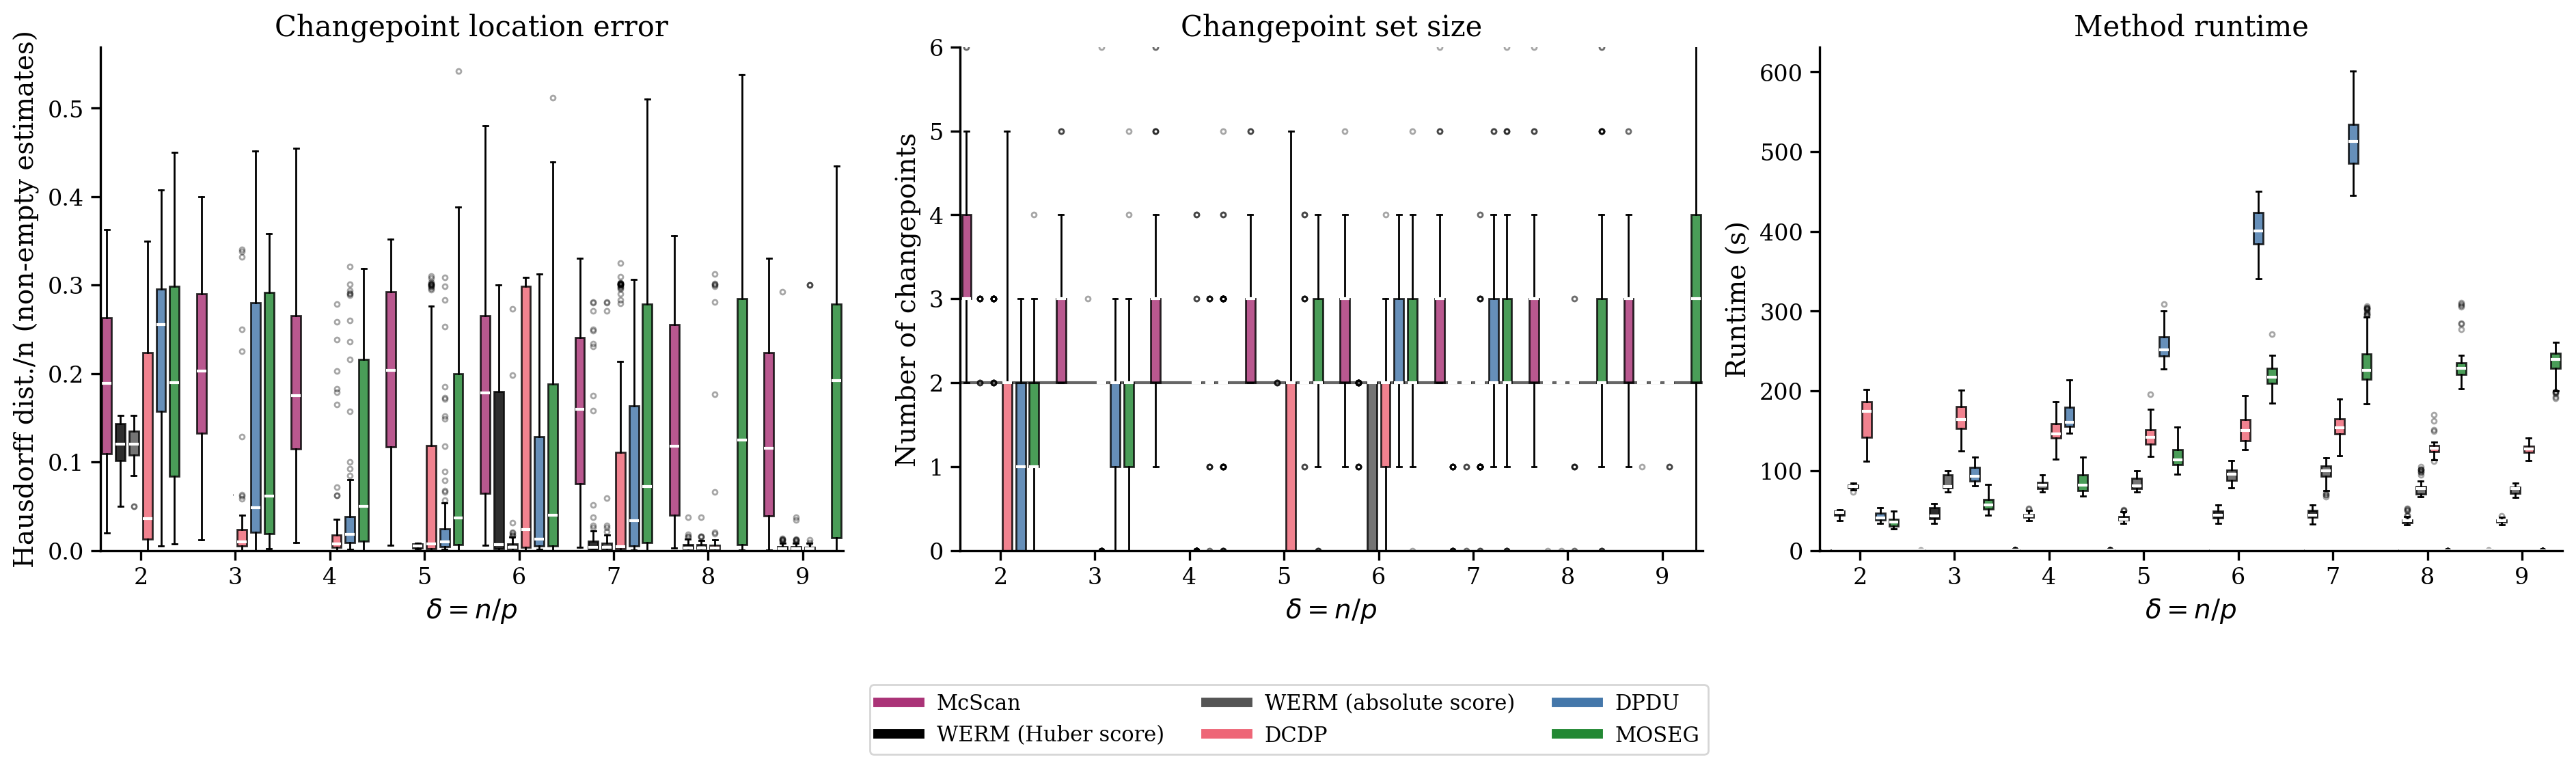 Changepoint location error
Changepoint set size
Method runtime
Hausdorff dist./n (non-empty estimates)
0.5
0.4
0.3
0.2
0.1
0.0
2 3 4 5 6 7 8 9
δ = n/p
Number of changepoints
6
5
4
3
2
1
0
2 3 4 5 6 7 8 9
δ = n/p
Runtime (s)
600
500
400
300
200
100
0
2 3 4 5 6 7 8 9
δ = n/p
McScan
WERM (Huber score)
WERM (absolute score)
DCDP
DPDU
MOSEG